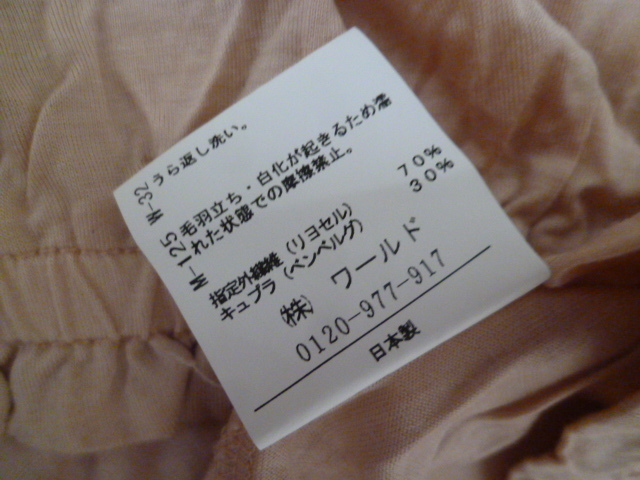 M-32 うら返し洗い。
M-125 毛羽立ち・白化が起きるため濡
れた状態での摩擦禁止。
指定外繊維（リヨセル） 70%
キュプラ（ベンベルグ） 30%
㈱ ワールド
0120-977-917
日本製